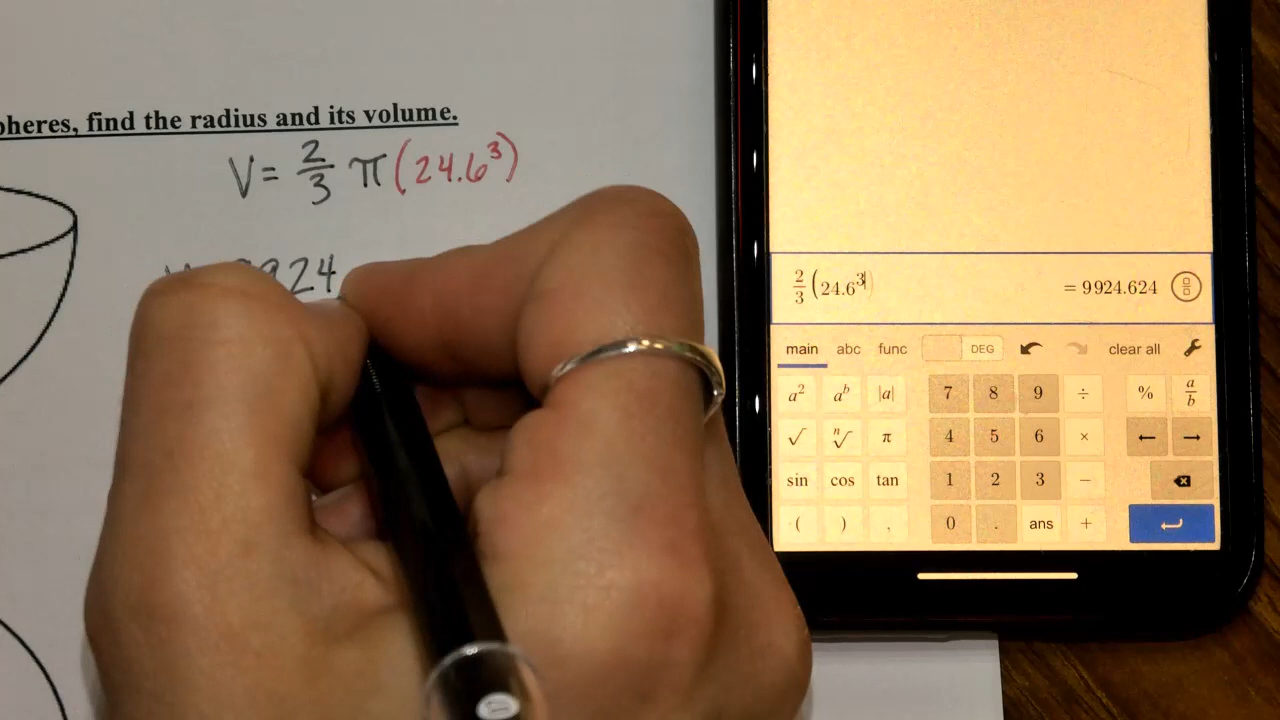 find the radius and its volume.
V = 2/3 π (24.6³)
924
2/3 (24.6³) = 9924.624
main abc func DEG clear all
a² aᵇ |a| 7 8 9 ÷ % a/b
√ ⁿ√ π 4 5 6 × ← →
sin cos tan 1 2 3 −
( ) , 0 . ans +